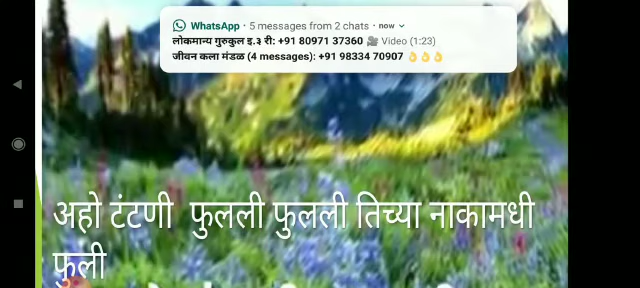 WhatsApp · 5 messages from 2 chats · now
लोकमान्य गुरुकुल इ.३ री: +91 80971 37360 🎥 Video (1:23)
जीवन कला मंडळ (4 messages): +91 98334 70907 👌👌👌
अहो टंटणी फुलली फुलली तिच्या नाकामधी
फुली